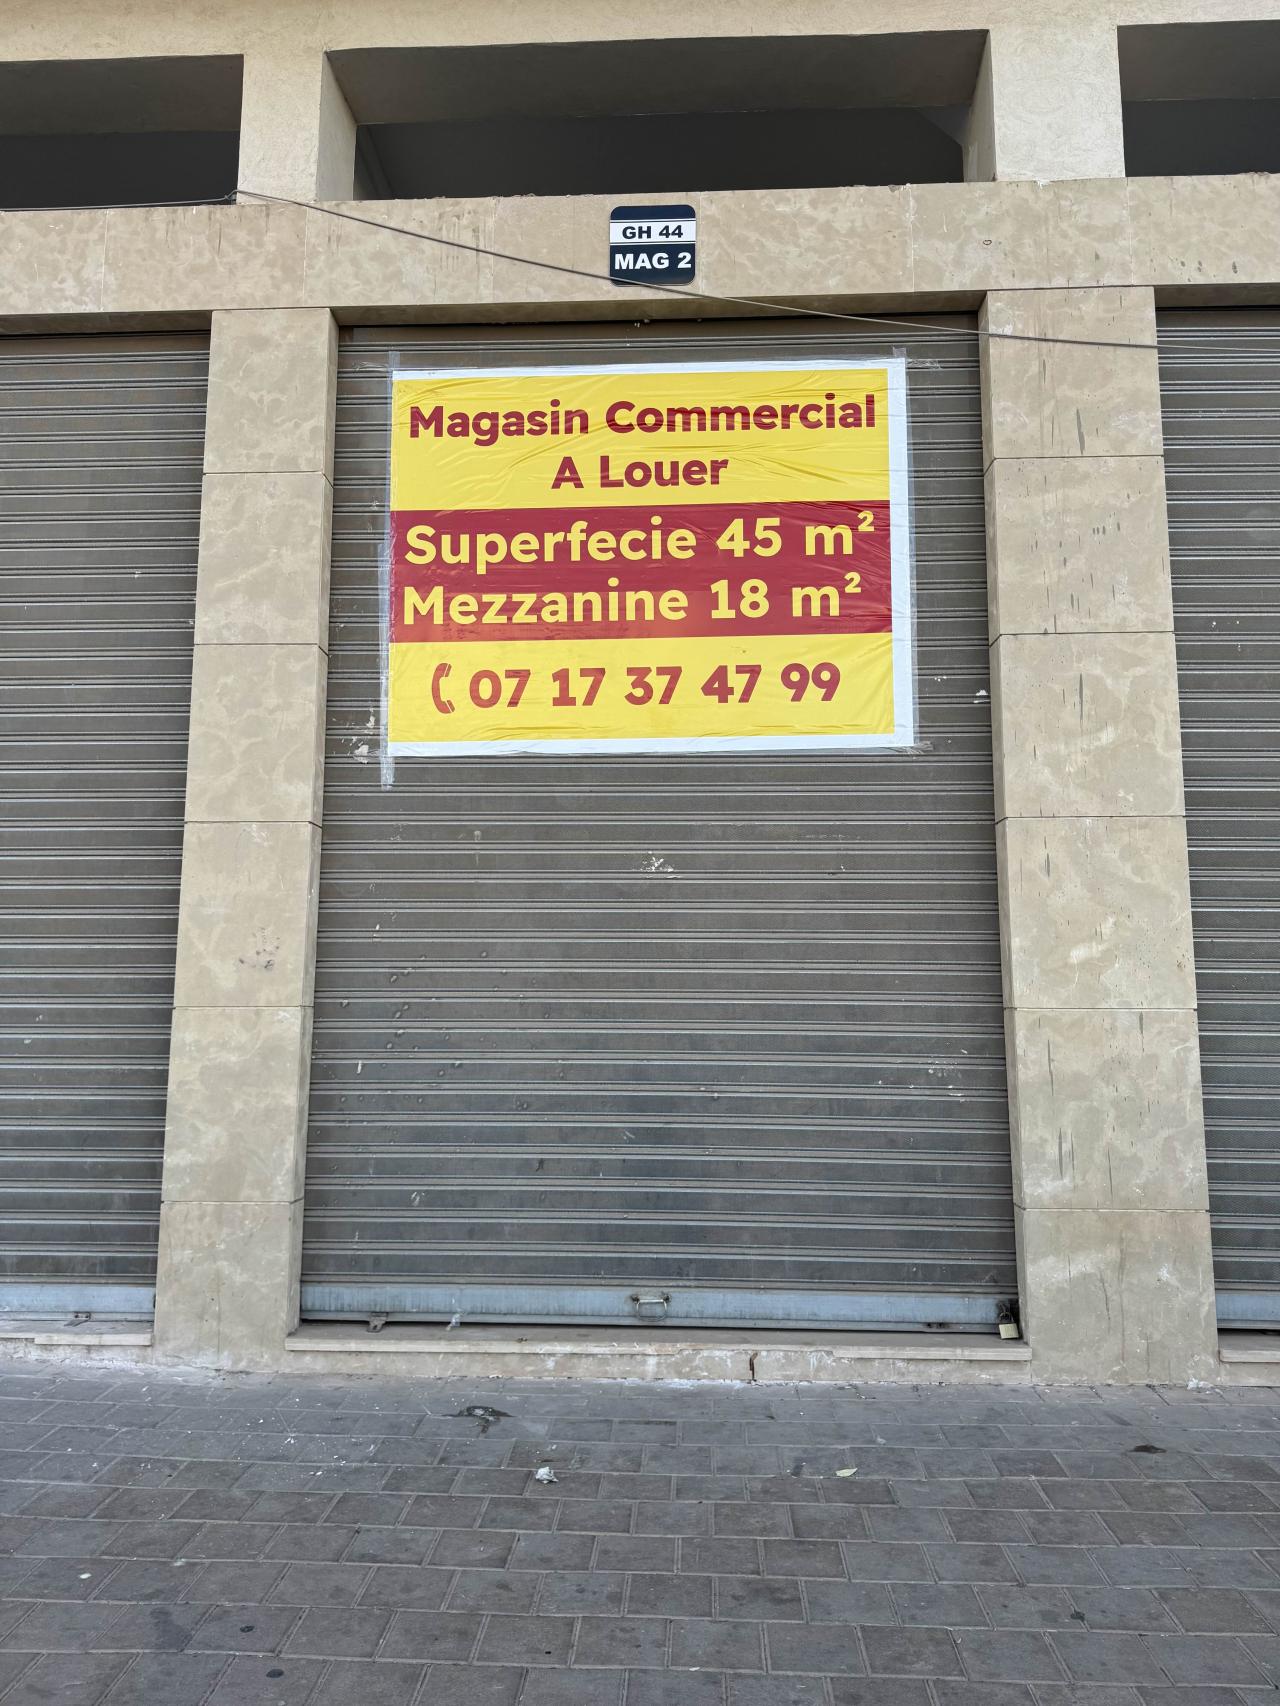 GH 44
MAG 2
Magasin Commercial
A Louer
Superfecie 45 m²
Mezzanine 18 m²
07 17 37 47 99